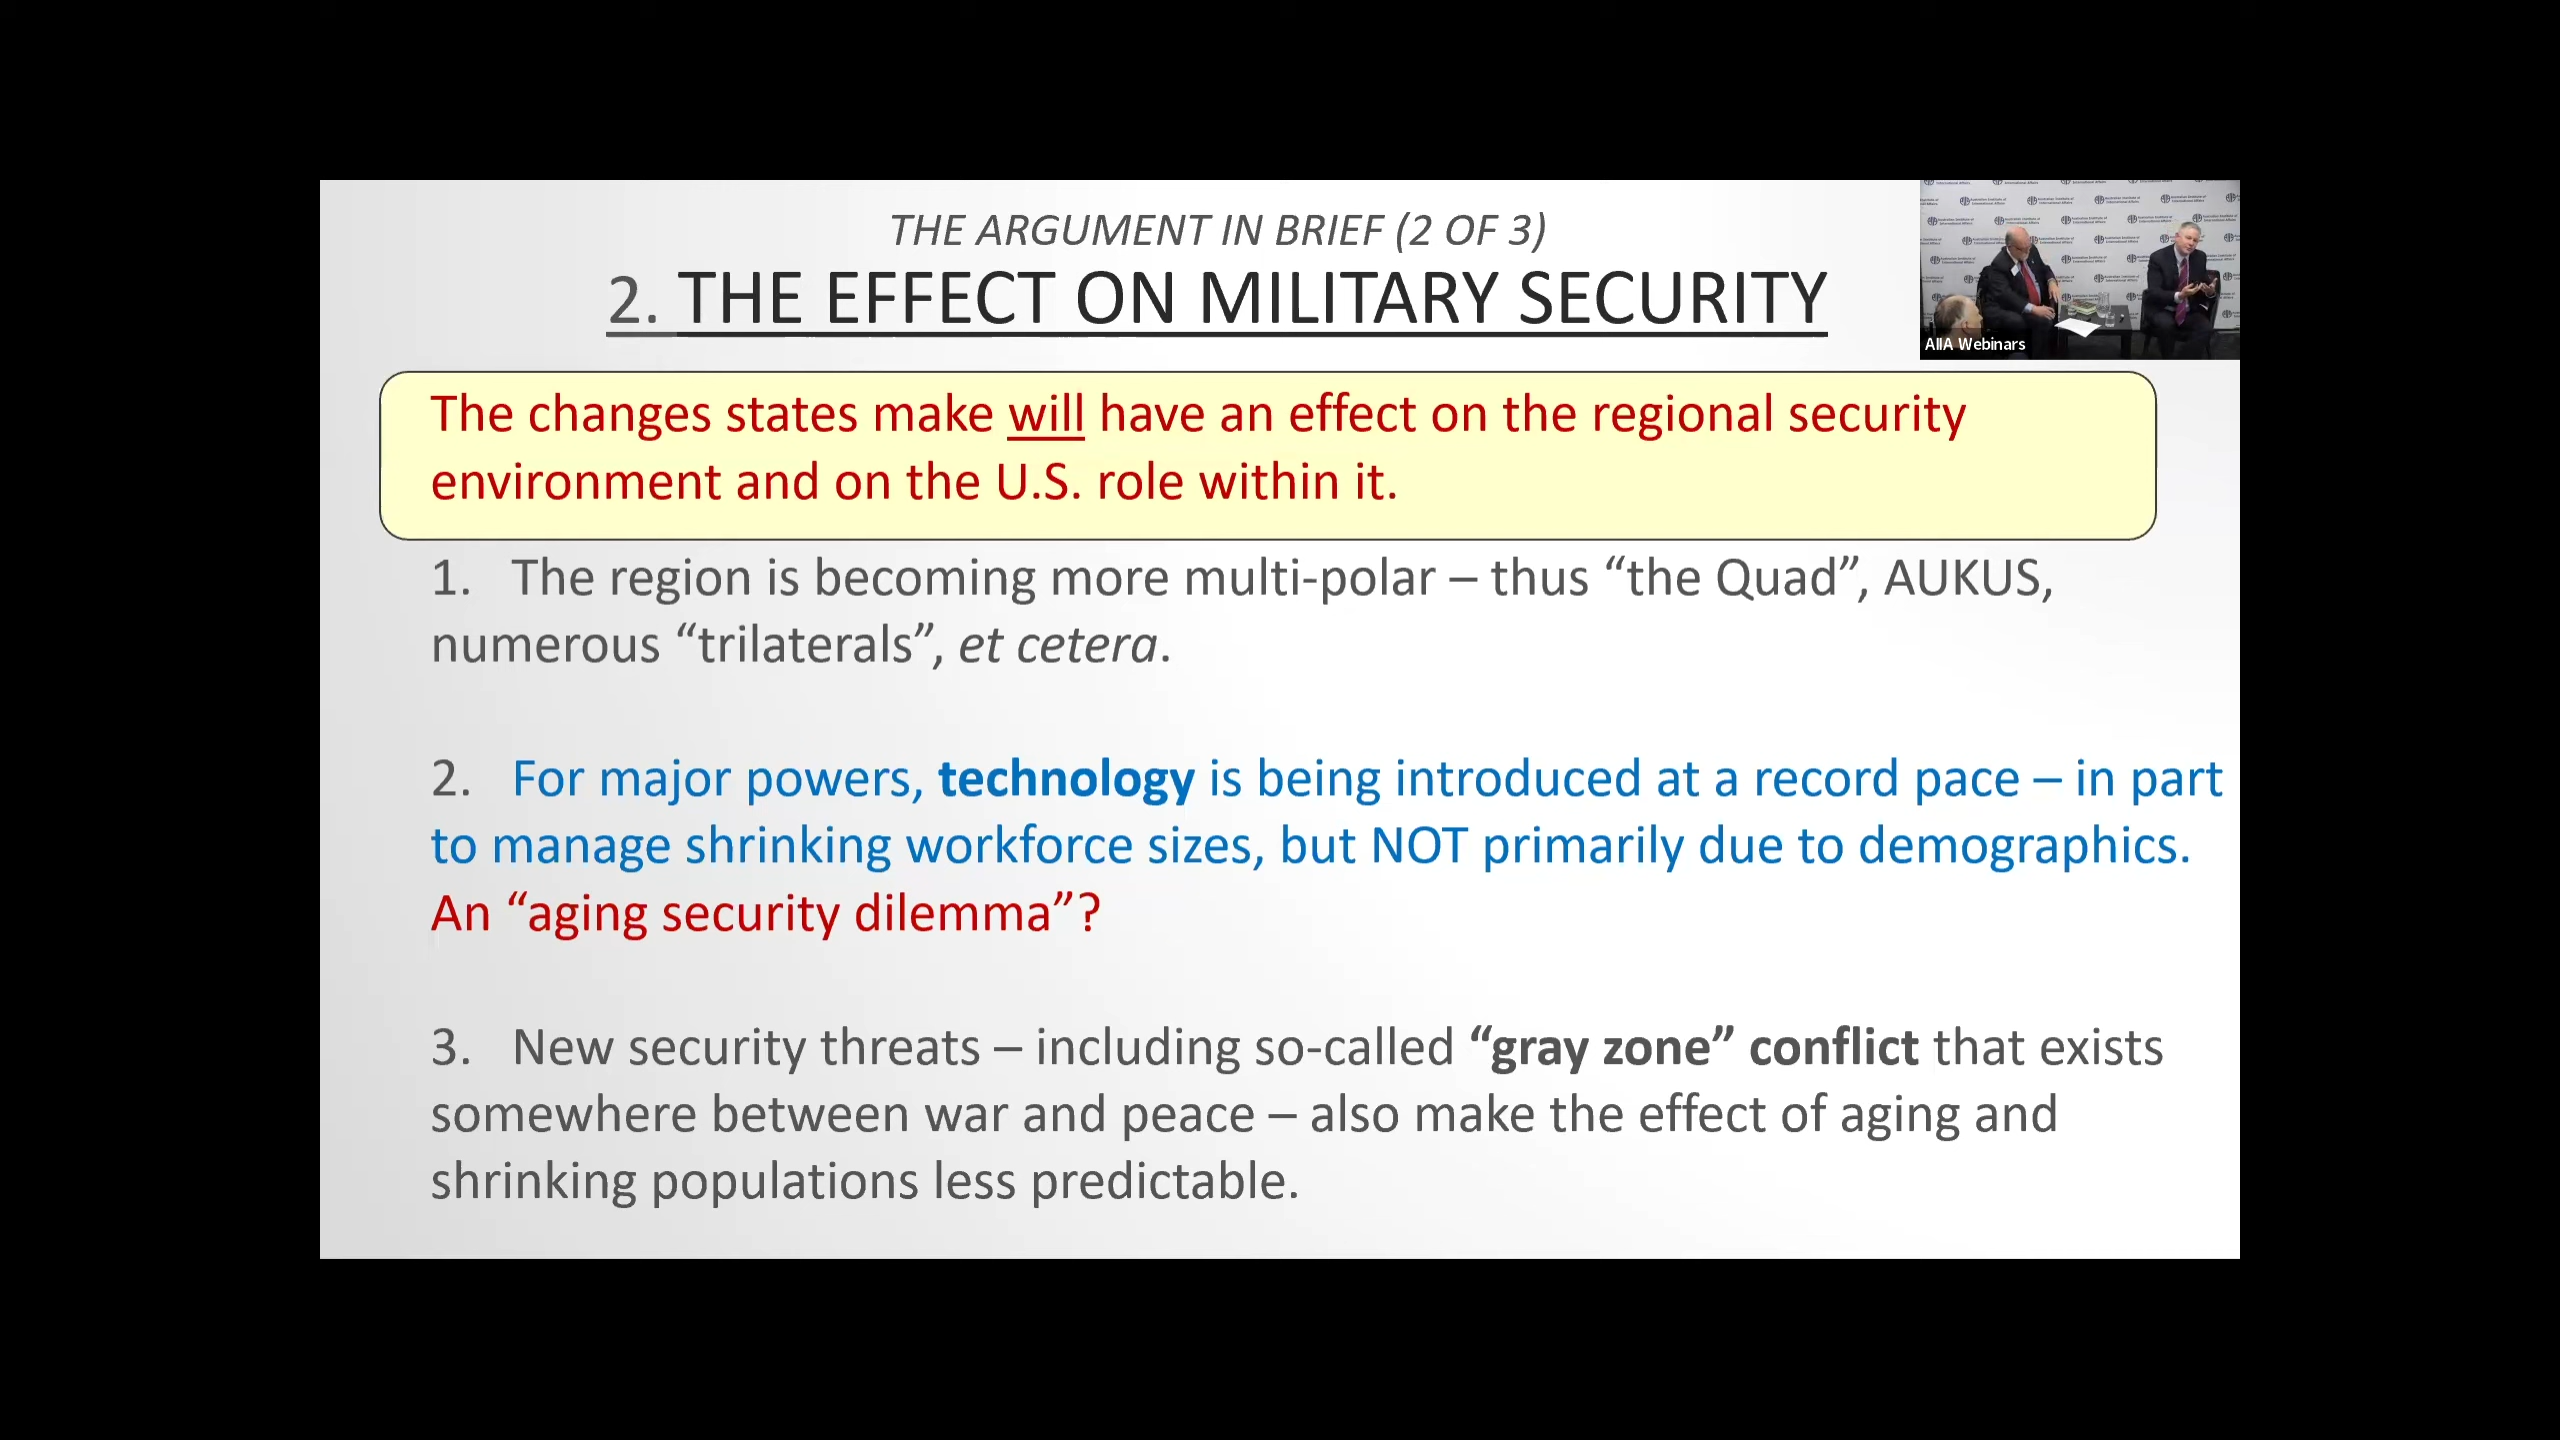 THE ARGUMENT IN BRIEF (2 OF 3)
2. THE EFFECT ON MILITARY SECURITY
AIIA Webinars
The changes states make will have an effect on the regional security
environment and on the U.S. role within it.
1. The region is becoming more multi-polar – thus “the Quad”, AUKUS,
numerous “trilaterals”, et cetera.
2. For major powers, technology is being introduced at a record pace – in part
to manage shrinking workforce sizes, but NOT primarily due to demographics.
An “aging security dilemma”?
3. New security threats – including so-called “gray zone” conflict that exists
somewhere between war and peace – also make the effect of aging and
shrinking populations less predictable.